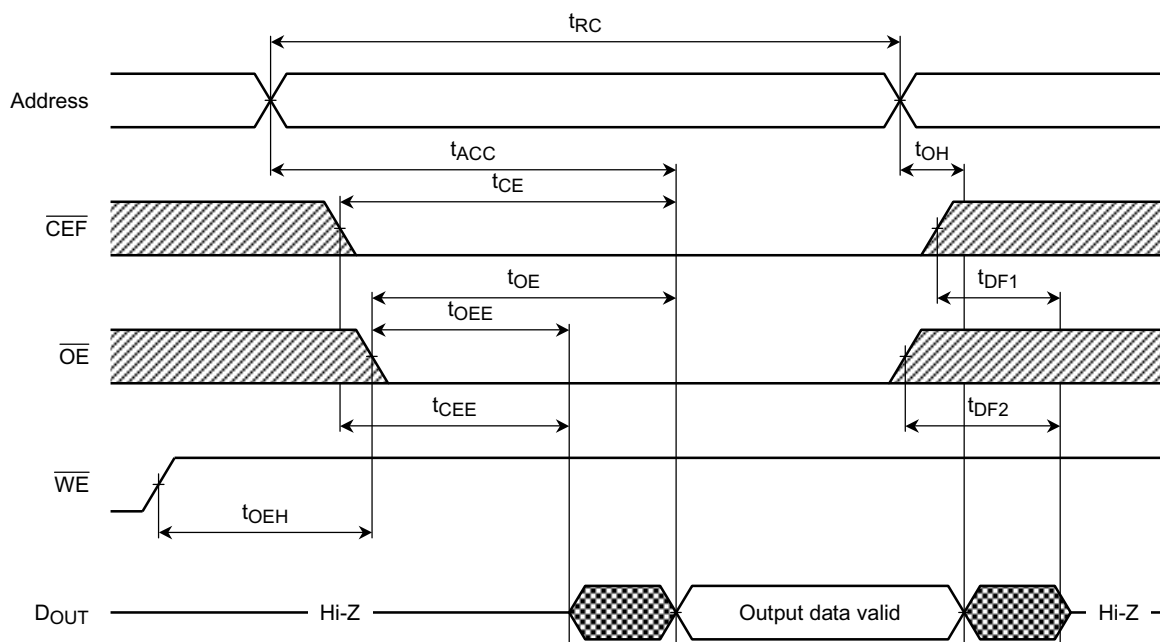 tRC
Address
tACC
tOH
tCE
CEF
tOE
tDF1
tOEE
OE
tCEE
tDF2
WE
tOEH
DOUT
Hi-Z
Output data valid
Hi-Z